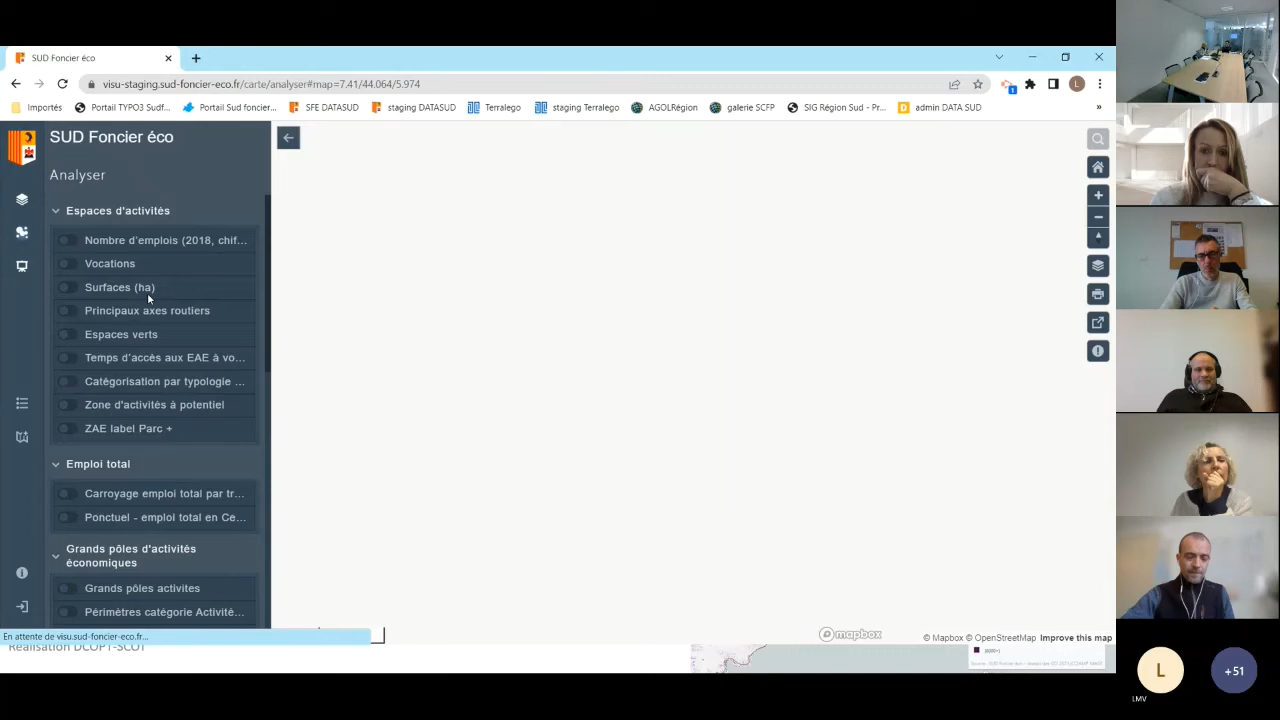 SUD Foncier éco
visu-staging.sud-foncier-eco.fr/carte/analyser#map=7.41/44.064/5.974
L
Importés
Portail TYPO3 Sudf...
Portail Sud foncier...
SFE DATASUD
staging DATASUD
Terralego
staging Terralego
AGOLRégion
galerie SCFP
SIG Région Sud - Pr...
admin DATA SUD
»
SUD Foncier éco
Analyser
Espaces d'activités
Nombre d'emplois (2018, chif...
Vocations
Surfaces (ha)
Principaux axes routiers
Espaces verts
Temps d'accès aux EAE à vo...
Catégorisation par typologie ...
Zone d'activités à potentiel
ZAE label Parc +
Emploi total
Carroyage emploi total par tr...
Ponctuel - emploi total en Ce...
Grands pôles d'activités
économiques
Grands pôles activites
Périmètres catégorie Activité...
En attente de visu.sud-foncier-eco.fr...
Réalisation DCOPT-SCOT
mapbox
© Mapbox © OpenStreetMap Improve this map
L
+51
LMV